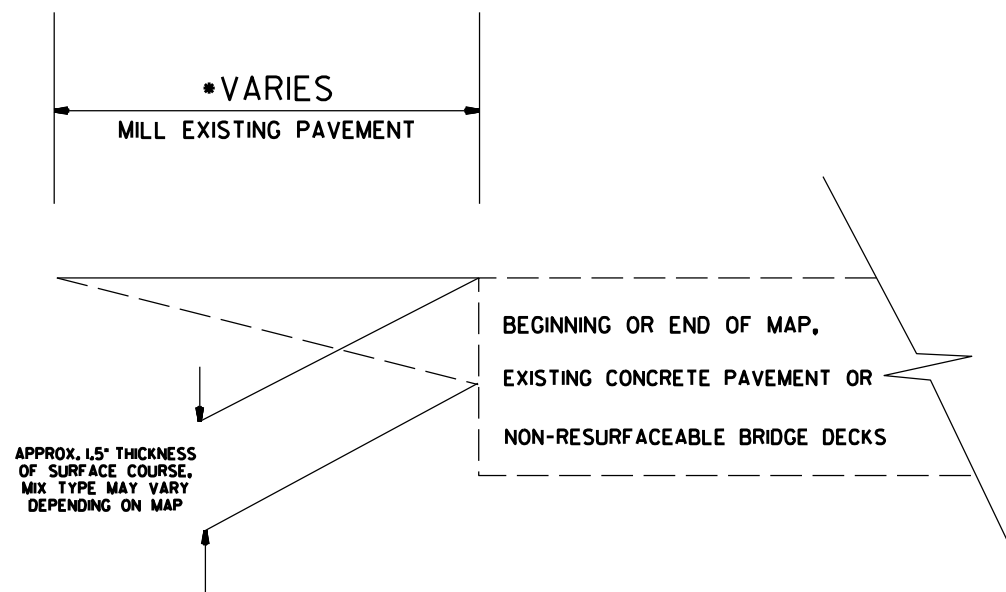 *VARIES
MILL EXISTING PAVEMENT
BEGINNING OR END OF MAP,
EXISTING CONCRETE PAVEMENT OR
NON-RESURFACEABLE BRIDGE DECKS
APPROX. 1.5" THICKNESS
OF SURFACE COURSE,
MIX TYPE MAY VARY
DEPENDING ON MAP